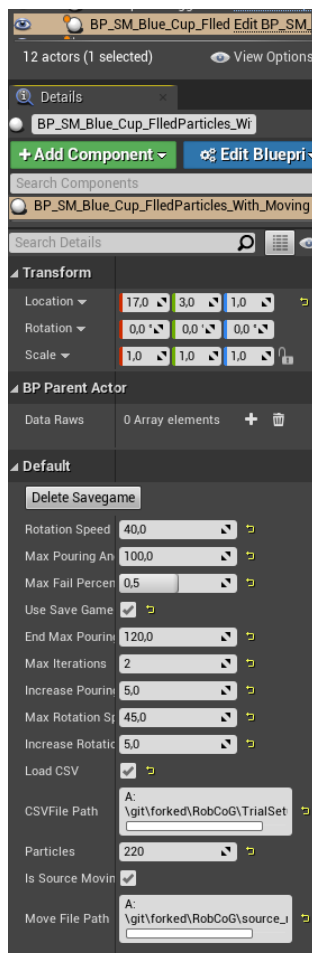 BP_SM_Blue_Cup_Flled Edit BP_SM_
12 actors (1 selected) View Options
Details
BP_SM_Blue_Cup_FlledParticles_Wi
+Add Component Edit Bluepri
Search Components
BP_SM_Blue_Cup_FlledParticles_With_Moving
Search Details
Transform
Location 17,0 3,0 1,0
Rotation 0,0 ° 0,0 ° 0,0 °
Scale 1,0 1,0 1,0
BP Parent Actor
Data Raws 0 Array elements
Default
Delete Savegame
Rotation Speed 40,0
Max Pouring An 100,0
Max Fail Percen 0,5
Use Save Game
End Max Pourin 120,0
Max Iterations 2
Increase Pourin 5,0
Max Rotation Sp 45,0
Increase Rotatic 5,0
Load CSV
CSVFile Path A:
\git\forked\RobCoG\TrialSet
Particles 220
Is Source Movin
Move File Path A:
\git\forked\RobCoG\source_